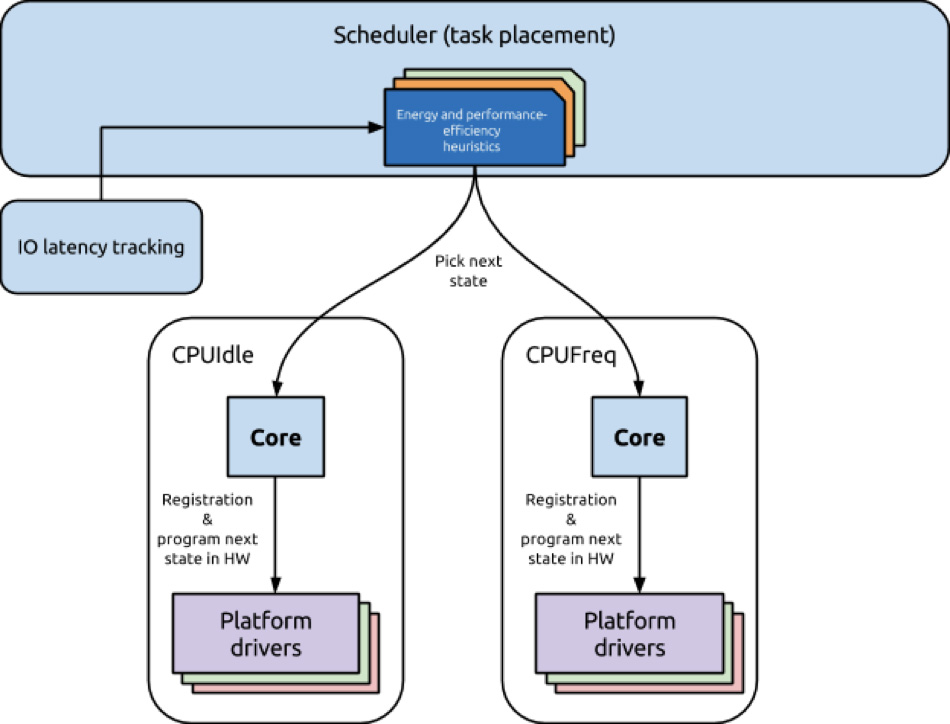 Scheduler (task placement)
Energy and performance-
efficiency
heuristics
IO latency tracking
Pick next
state
CPUIdle
Core
Registration
&
program next
state in HW
Platform
drivers
CPUFreq
Core
Registration
&
program next
state in HW
Platform
drivers